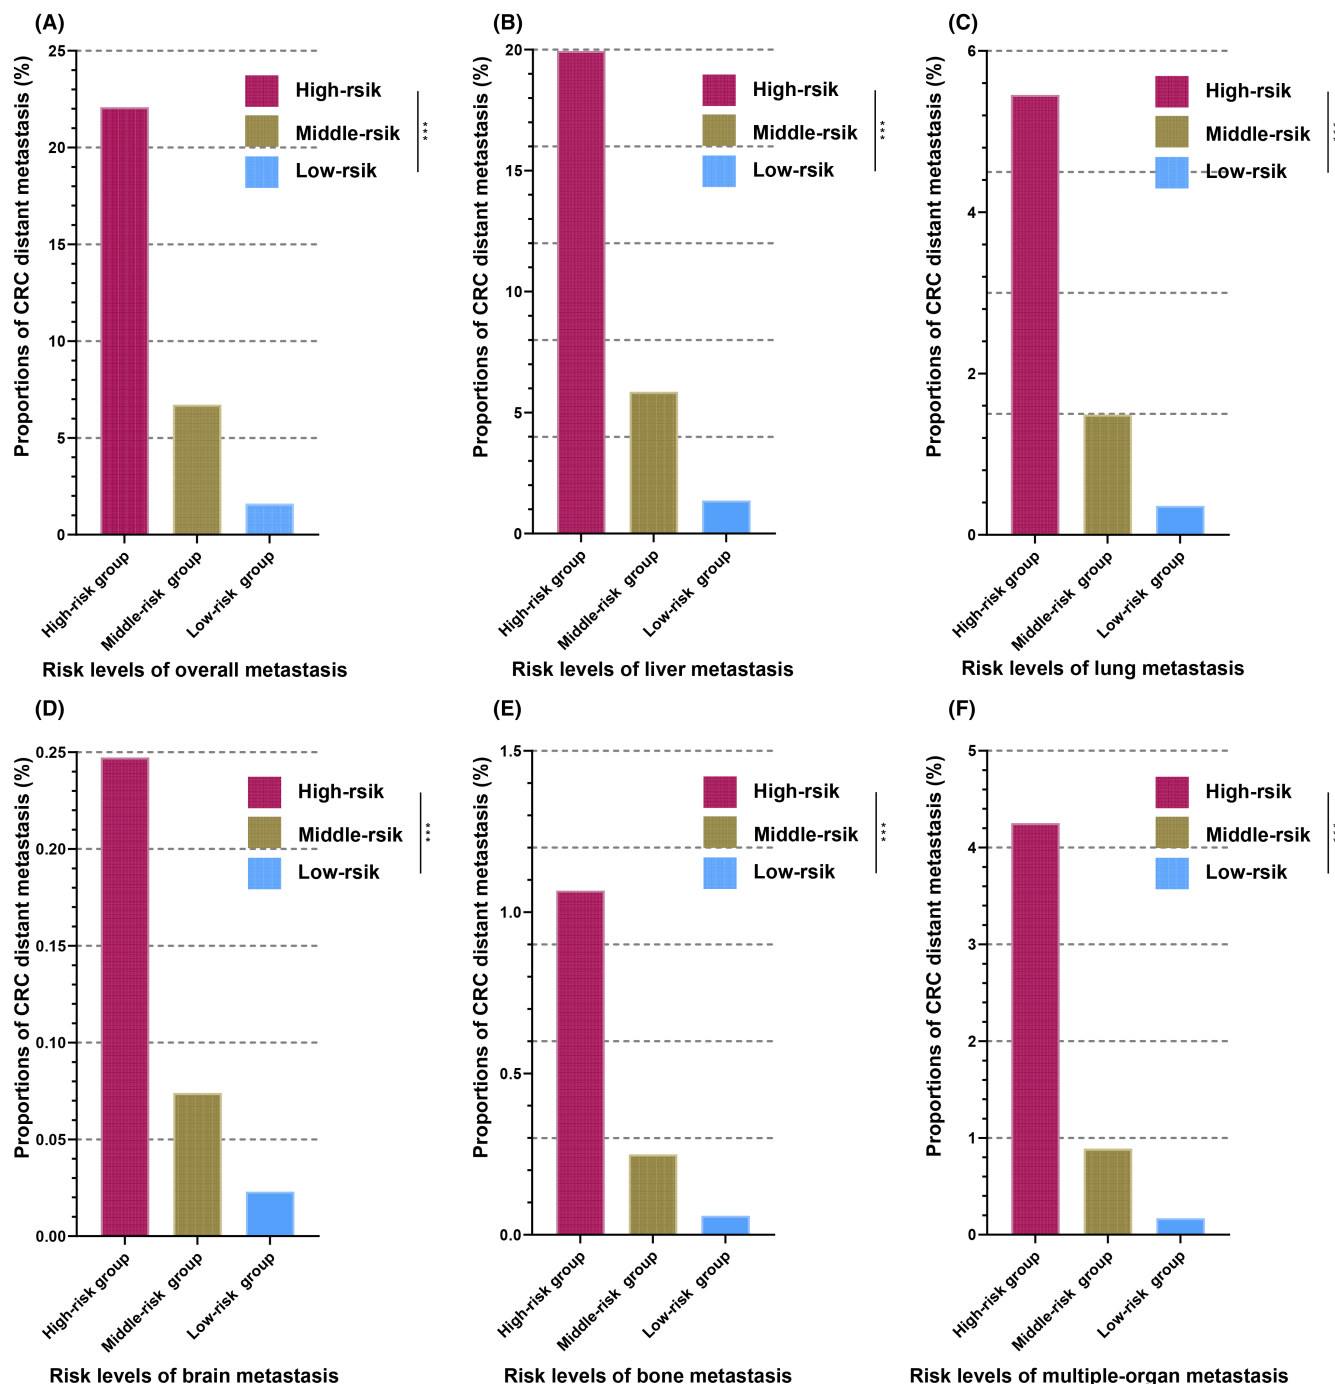 (A)
Proportions of CRC distant metastasis (%)
25
20
15
10
5
0
High-rsik
Middle-rsik
Low-rsik
***
High-risk group
Middle-risk group
Low-risk group
Risk levels of overall metastasis
(B)
Proportions of CRC distant metastasis (%)
20
15
10
5
0
High-rsik
Middle-rsik
Low-rsik
***
High-risk group
Middle-risk group
Low-risk group
Risk levels of liver metastasis
(C)
Proportions of CRC distant metastasis (%)
6
4
2
0
High-rsik
Middle-rsik
Low-rsik
***
High-risk group
Middle-risk group
Low-risk group
Risk levels of lung metastasis
(D)
Proportions of CRC distant metastasis (%)
0.25
0.20
0.15
0.10
0.05
0.00
High-rsik
Middle-rsik
Low-rsik
***
High-risk group
Middle-risk group
Low-risk group
Risk levels of brain metastasis
(E)
Proportions of CRC distant metastasis (%)
1.5
1.0
0.5
0.0
High-rsik
Middle-rsik
Low-rsik
***
High-risk group
Middle-risk group
Low-risk group
Risk levels of bone metastasis
(F)
Proportions of CRC distant metastasis (%)
5
4
3
2
1
0
High-rsik
Middle-rsik
Low-rsik
***
High-risk group
Middle-risk group
Low-risk group
Risk levels of multiple-organ metastasis